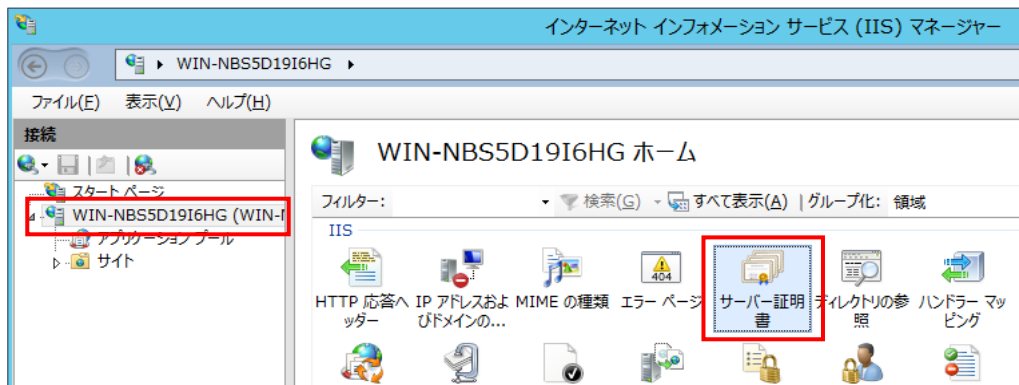 インターネット インフォメーション サービス (IIS) マネージャー
WIN-NBS5D19I6HG
ファイル(F) 表示(V) ヘルプ(H)
接続
スタート ページ
WIN-NBS5D19I6HG (WIN-N
アプリケーション プール
サイト
WIN-NBS5D19I6HG ホーム
フィルター: 検索(G) すべて表示(A) | グループ化: 領域
IIS
HTTP 応答ヘッダー
IP アドレスおよびドメインの...
MIME の種類
エラー ページ
404
サーバー証明書
ディレクトリの参照
ハンドラー マッピング